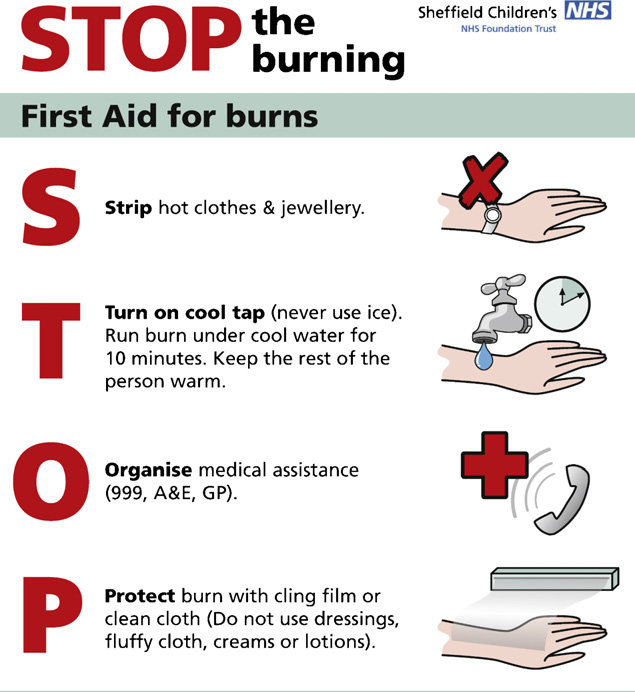 STOP the burning
Sheffield Children's NHS
NHS Foundation Trust
First Aid for burns
S
Strip hot clothes & jewellery.
T
Turn on cool tap (never use ice).
Run burn under cool water for
10 minutes. Keep the rest of the
person warm.
O
Organise medical assistance
(999, A&E, GP).
P
Protect burn with cling film or
clean cloth (Do not use dressings,
fluffy cloth, creams or lotions).